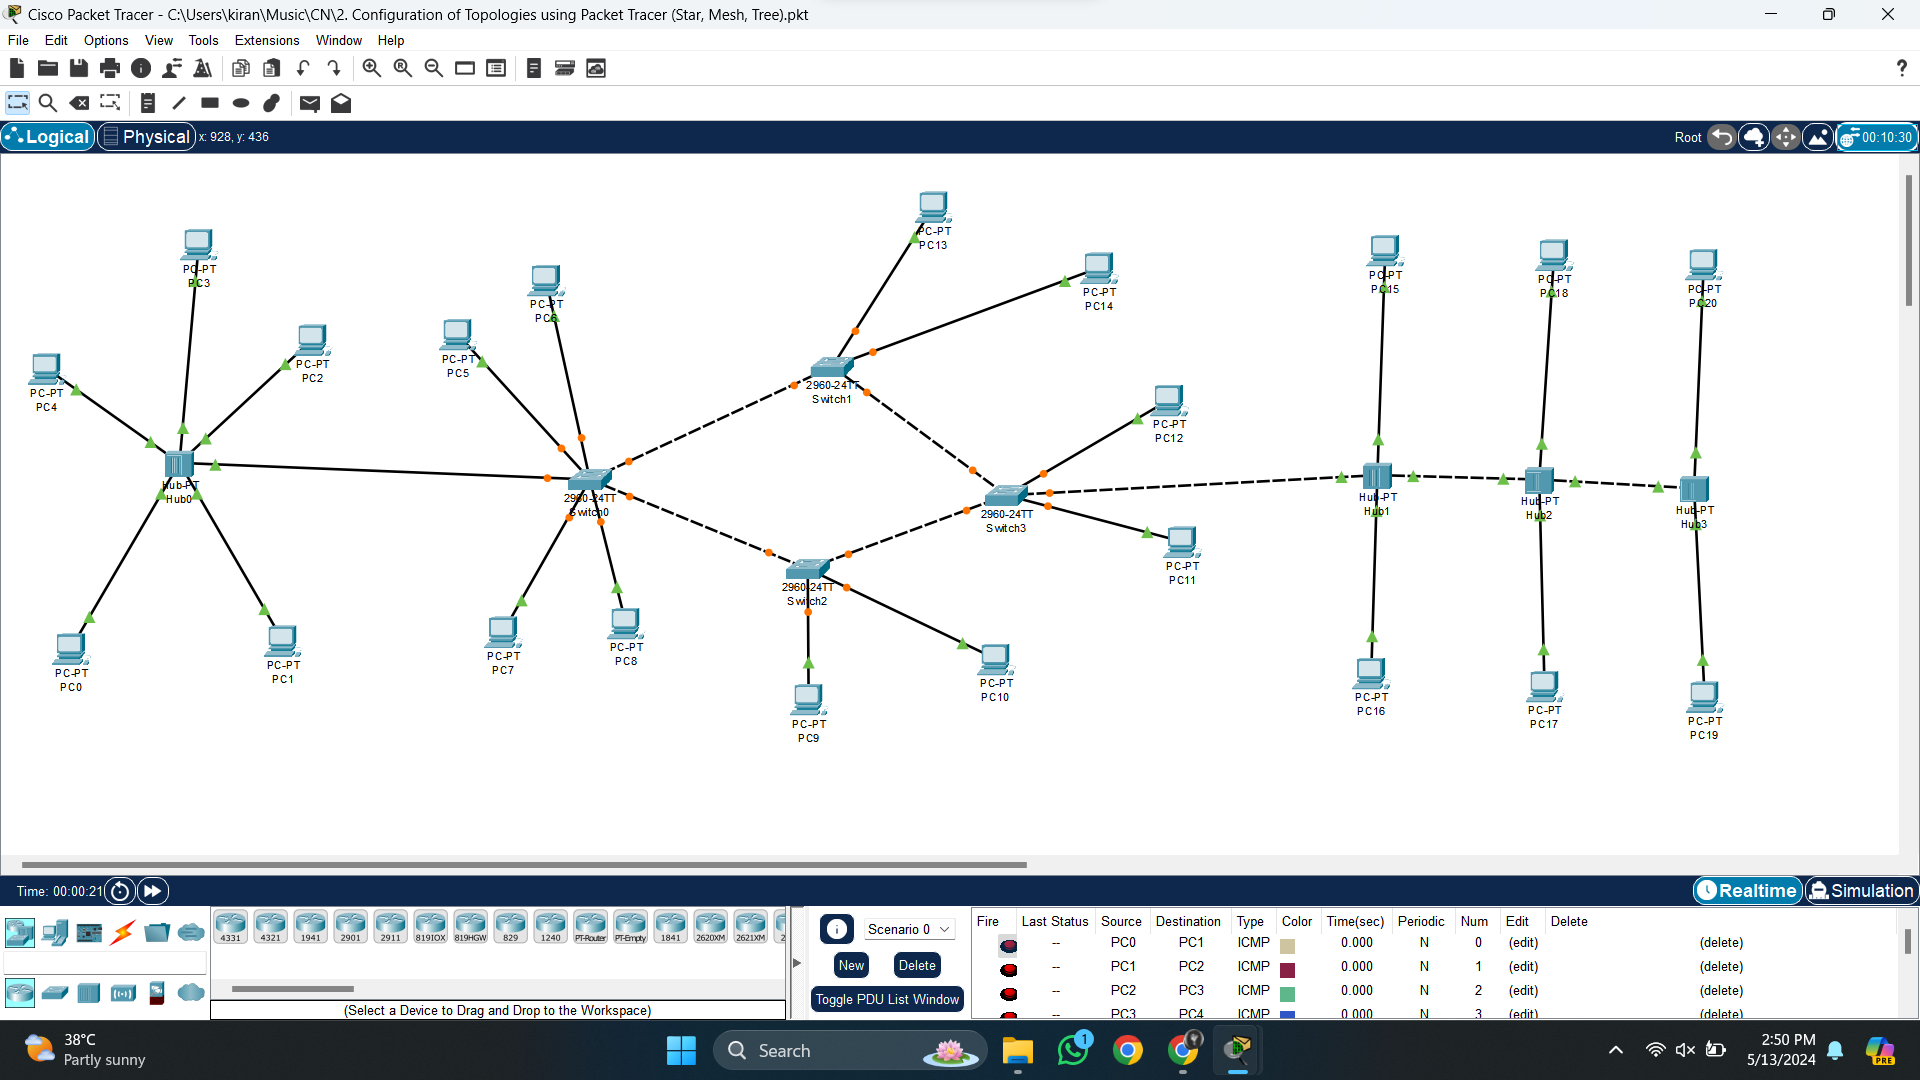 Cisco Packet Tracer - C:\Users\kiran\Music\CN\2. Configuration of Topologies using Packet Tracer (Star, Mesh, Tree).pkt
File Edit Options View Tools Extensions Window Help
?
Logical Physical x: 928, y: 436 Root 00:10:30
PC-PT
PC13
PC-PT
PC3
PC-PT
PC14
PC-PT
PC15
PC-PT
PC18
PC-PT
PC20
PC-PT
PC6
PC-PT
PC5
PC-PT
PC2
PC-PT
PC4
2960-24TT
Switch1
PC-PT
PC12
Hub-PT
Hub0
2960-24TT
Switch0
2960-24TT
Switch3
Hub-PT
Hub1
Hub-PT
Hub2
Hub-PT
Hub3
PC-PT
PC11
2960-24TT
Switch2
PC-PT
PC0
PC-PT
PC1
PC-PT
PC7
PC-PT
PC8
PC-PT
PC10
PC-PT
PC9
PC-PT
PC16
PC-PT
PC17
PC-PT
PC19
Time: 00:00:21 Realtime Simulation
4331 4321 1941 2901 2911 819IOX 819HGW 829 1240 PT-Router PT-Empty 1841 2620XM 2621XM
(Select a Device to Drag and Drop to the Workspace)
Scenario 0
New Delete
Toggle PDU List Window
Fire Last Status Source Destination Type Color Time(sec) Periodic Num Edit Delete
-- PC0 PC1 ICMP 0.000 N 0 (edit) (delete)
-- PC1 PC2 ICMP 0.000 N 1 (edit) (delete)
-- PC2 PC3 ICMP 0.000 N 2 (edit) (delete)
-- PC3 PC4 ICMP 0.000 N 3 (edit) (delete)
38°C
Partly sunny
Search
1
2:50 PM
5/13/2024
PRE